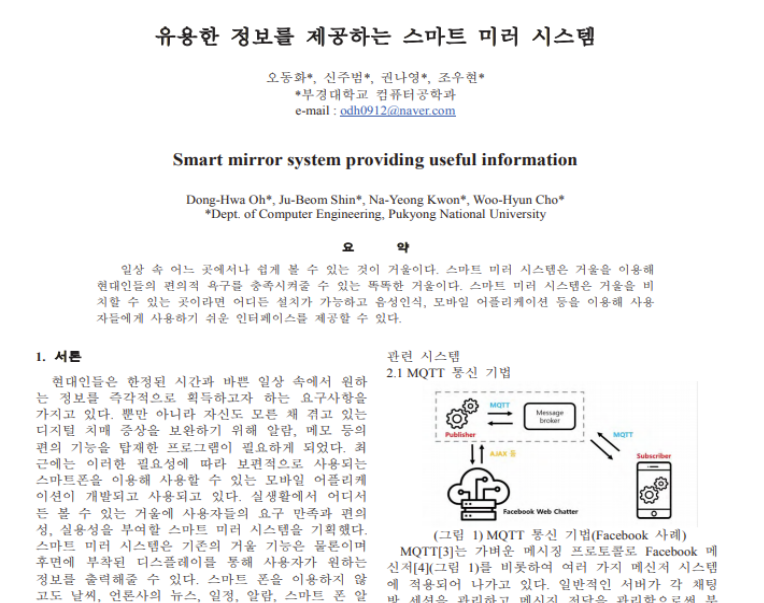 유용한 정보를 제공하는 스마트 미러 시스템
오동화*, 신주범*, 권나영*, 조우현*
*부경대학교 컴퓨터공학과
e-mail : odh0912@naver.com
Smart mirror system providing useful information
Dong-Hwa Oh*, Ju-Beom Shin*, Na-Yeong Kwon*, Woo-Hyun Cho*
*Dept. of Computer Engineering, Pukyong National University
요 약
일상 속 어느 곳에서나 쉽게 볼 수 있는 것이 거울이다. 스마트 미러 시스템은 거울을 이용해
현대인들의 편의적 욕구를 충족시켜줄 수 있는 똑똑한 거울이다. 스마트 미러 시스템은 거울을 비
치할 수 있는 곳이라면 어디든 설치가 가능하고 음성인식, 모바일 어플리케이션 등을 이용해 사용
자들에게 사용하기 쉬운 인터페이스를 제공할 수 있다.
1. 서론
현대인들은 한정된 시간과 바쁜 일상 속에서 원하
는 정보를 즉각적으로 획득하고자 하는 요구사항을
가지고 있다. 뿐만 아니라 자신도 모른 채 겪고 있는
디지털 치매 증상을 보완하기 위해 알람, 메모 등의
편의 기능을 탑재한 프로그램이 필요하게 되었다. 최
근에는 이러한 필요성에 따라 보편적으로 사용되는
스마트폰을 이용해 사용할 수 있는 모바일 어플리케
이션이 개발되고 사용되고 있다. 실생활에서 어디서
든 볼 수 있는 거울에 사용자들의 요구 만족과 편의
성, 실용성을 부여할 스마트 미러 시스템을 기획했다.
스마트 미러 시스템은 기존의 거울 기능은 물론이며
후면에 부착된 디스플레이를 통해 사용자가 원하는
정보를 출력해줄 수 있다. 스마트 폰을 이용하지 않
고도 날씨, 언론사의 뉴스, 일정, 알람, 스마트 폰 알
관련 시스템
2.1 MQTT 통신 기법
MQTT
Message
broker
Publisher
MQTT
AJAX 등
Subscriber
Facebook Web Chatter
(그림 1) MQTT 통신 기법(Facebook 사례)
MQTT[3]는 가벼운 메시징 프로토콜로 Facebook 메
신저[4](그림 1)를 비롯하여 여러 가지 메신저 시스템
에 적용되어 나가고 있다. 일반적인 서버가 각 채팅
방 세션을 관리하고 메시지 전달을 관리함으로써 부